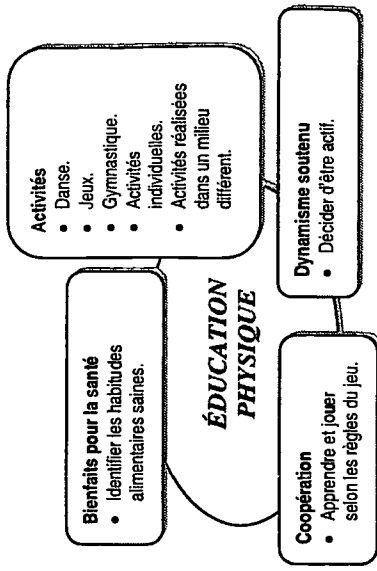 Bienfaits pour la santé
• Identifier les habitudes
alimentaires saines.
Activités
• Danse.
• Jeux.
• Gymnastique.
• Activités
individuelles.
• Activités réalisées
dans un milieu
différent.
ÉDUCATION
PHYSIQUE
Coopération
• Apprendre et jouer
selon les règles du jeu.
Dynamisme soutenu
• Décider d'être actif.